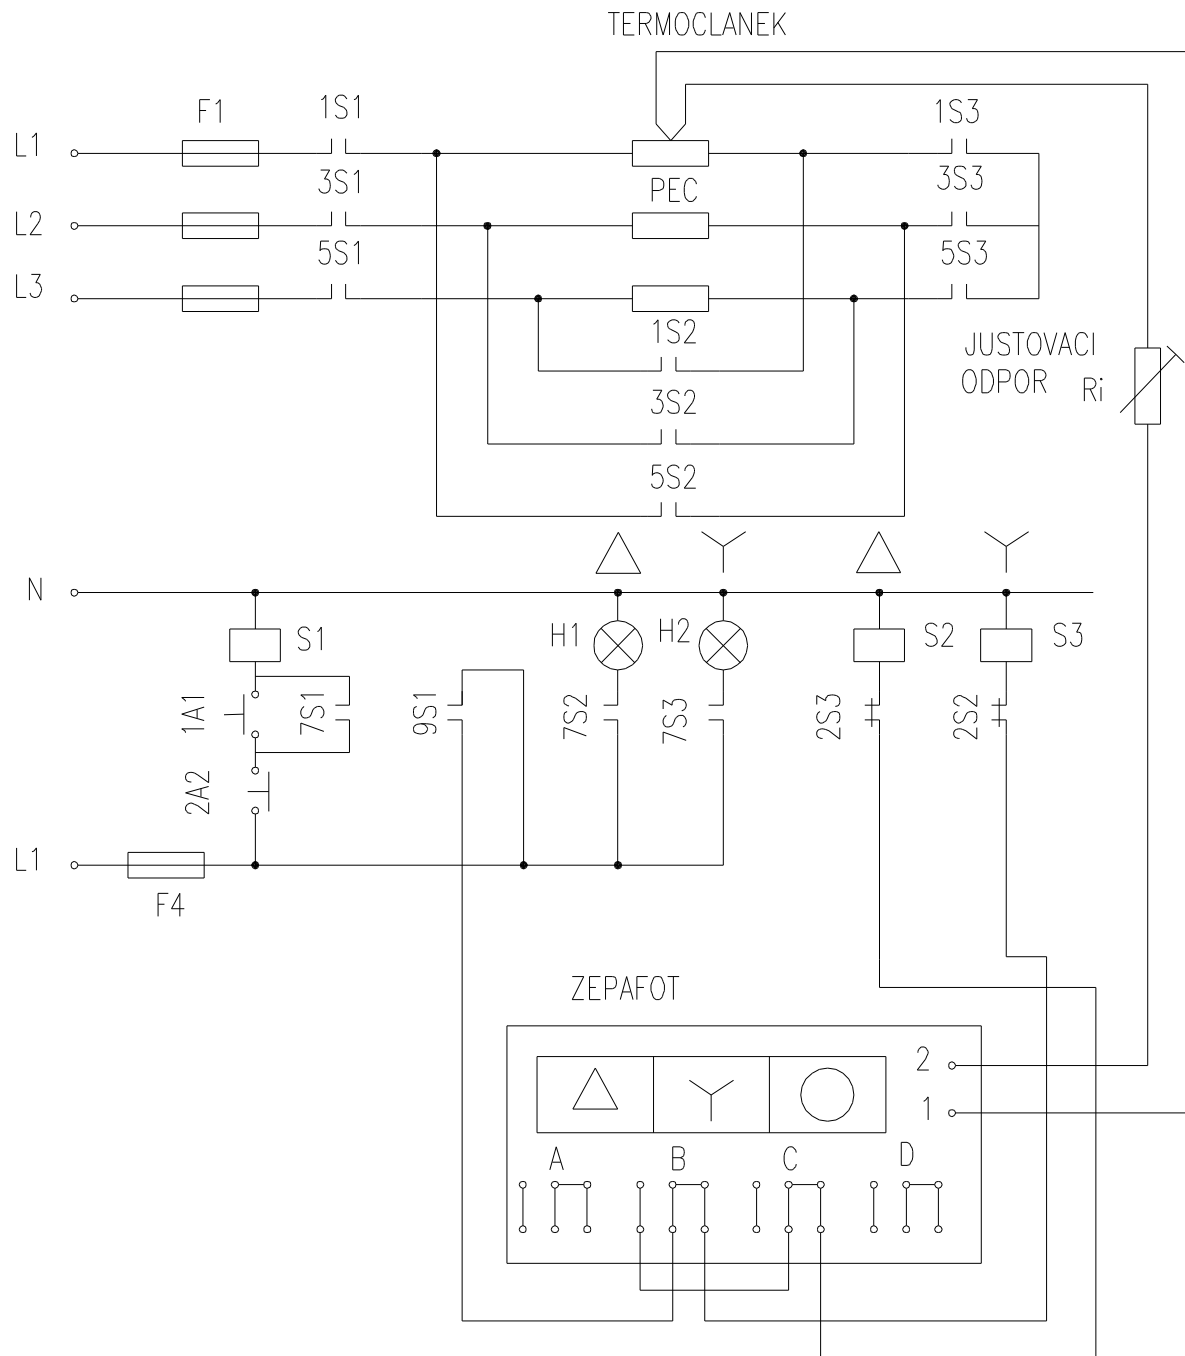 TERMOCLANEK
F1
1S1
1S3
L1
3S1
PEC
3S3
L2
5S1
5S3
L3
1S2
JUSTOVACI
ODPOR
Ri
3S2
5S2
N
S1
H1
H2
S2
S3
1A1
7S1
9S1
7S2
7S3
2S3
2S2
2A2
L1
F4
ZEPAFOT
2
1
A
B
C
D